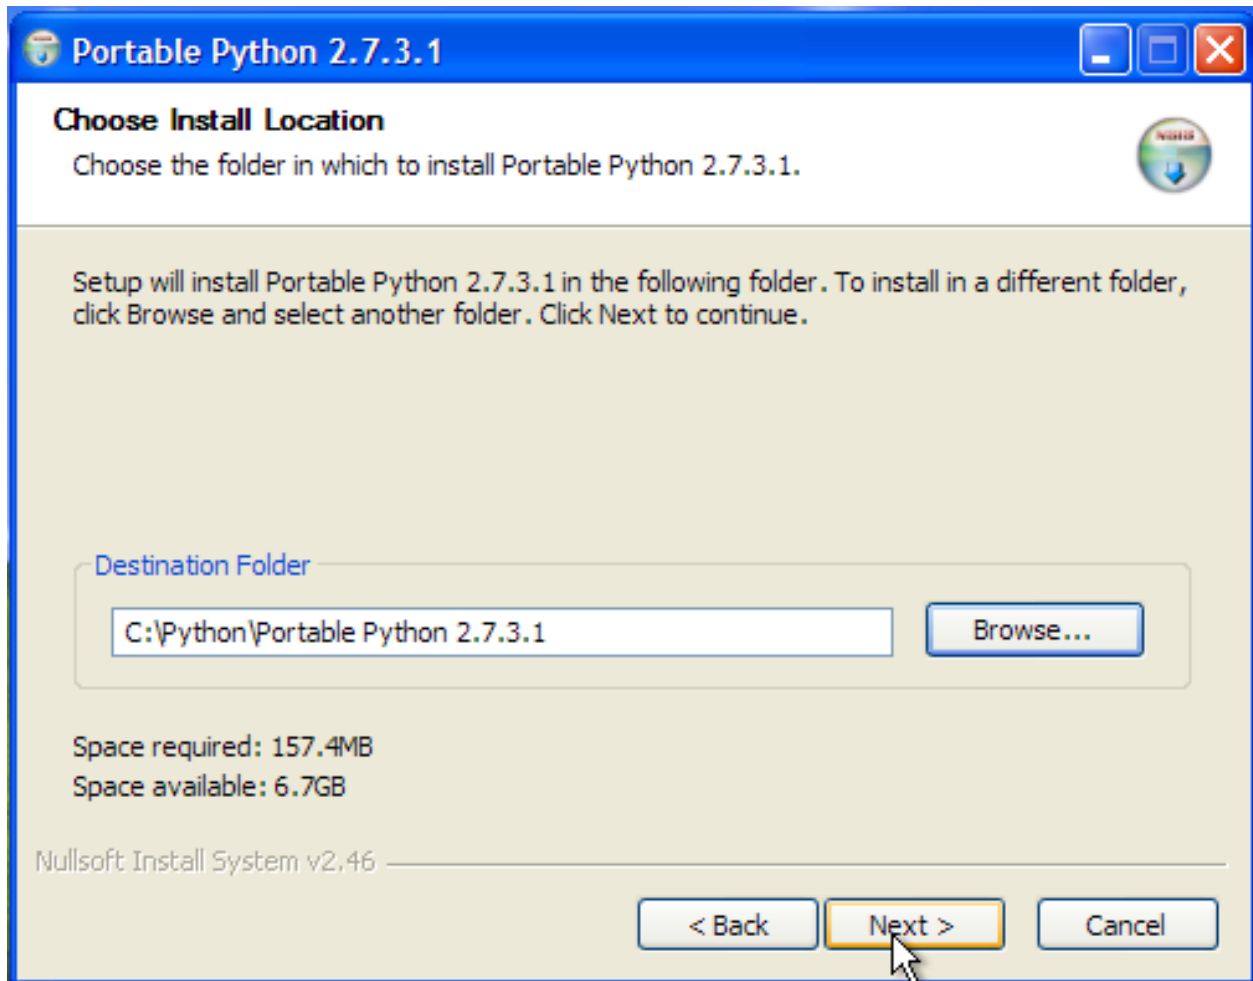 Portable Python 2.7.3.1
Choose Install Location
Choose the folder in which to install Portable Python 2.7.3.1.
NSIS
Setup will install Portable Python 2.7.3.1 in the following folder. To install in a different folder,
click Browse and select another folder. Click Next to continue.
Destination Folder
C:\Python\Portable Python 2.7.3.1
Browse...
Space required: 157.4MB
Space available: 6.7GB
Nullsoft Install System v2.46
< Back
Next >
Cancel